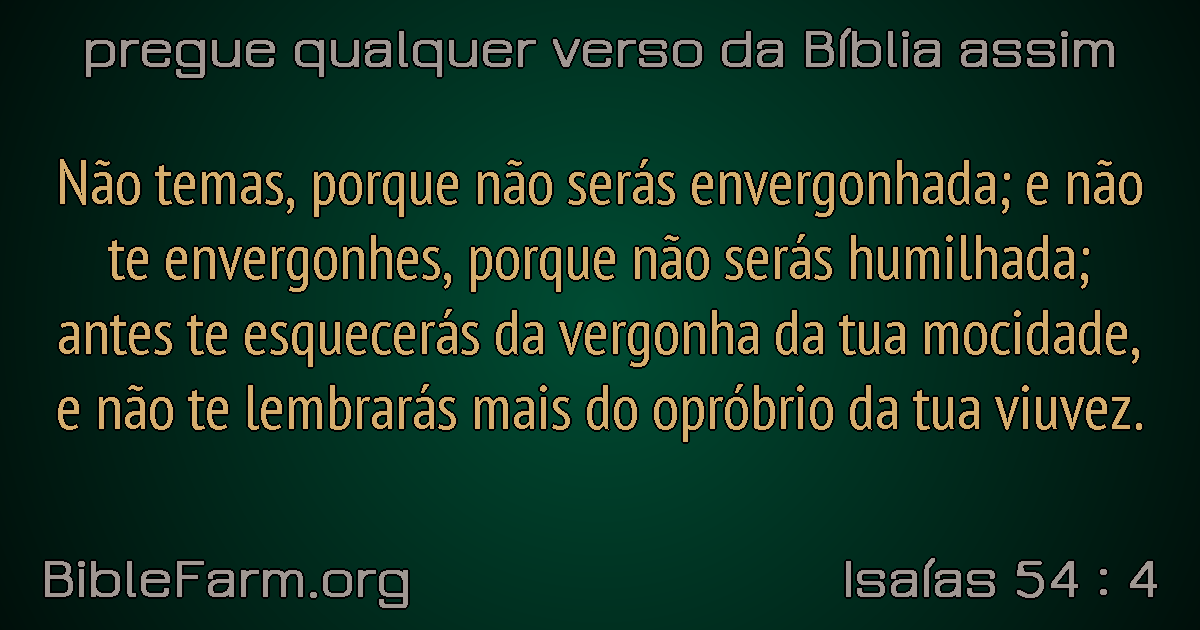 pregue qualquer verso da Bíblia assim
Não temas, porque não serás envergonhada; e não
te envergonhes, porque não serás humilhada;
antes te esquecerás da vergonha da tua mocidade,
e não te lembrarás mais do opróbrio da tua viuvez.
BibleFarm.org
Isaías 54 : 4